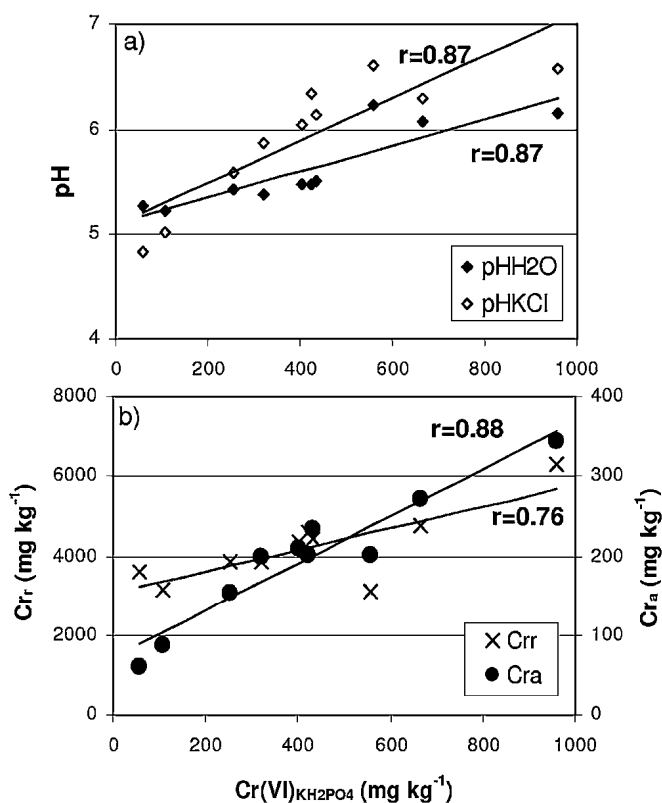 a)
7
6
5
4
pH
r=0.87
r=0.87
pHH2O
pHKCl
0 200 400 600 800 1000
b)
8000
6000
4000
2000
0
Crr (mg kg-1)
400
300
200
100
0
Cra (mg kg-1)
r=0.88
r=0.76
Crr
Cra
0 200 400 600 800 1000
Cr(VI)KH2PO4 (mg kg-1)